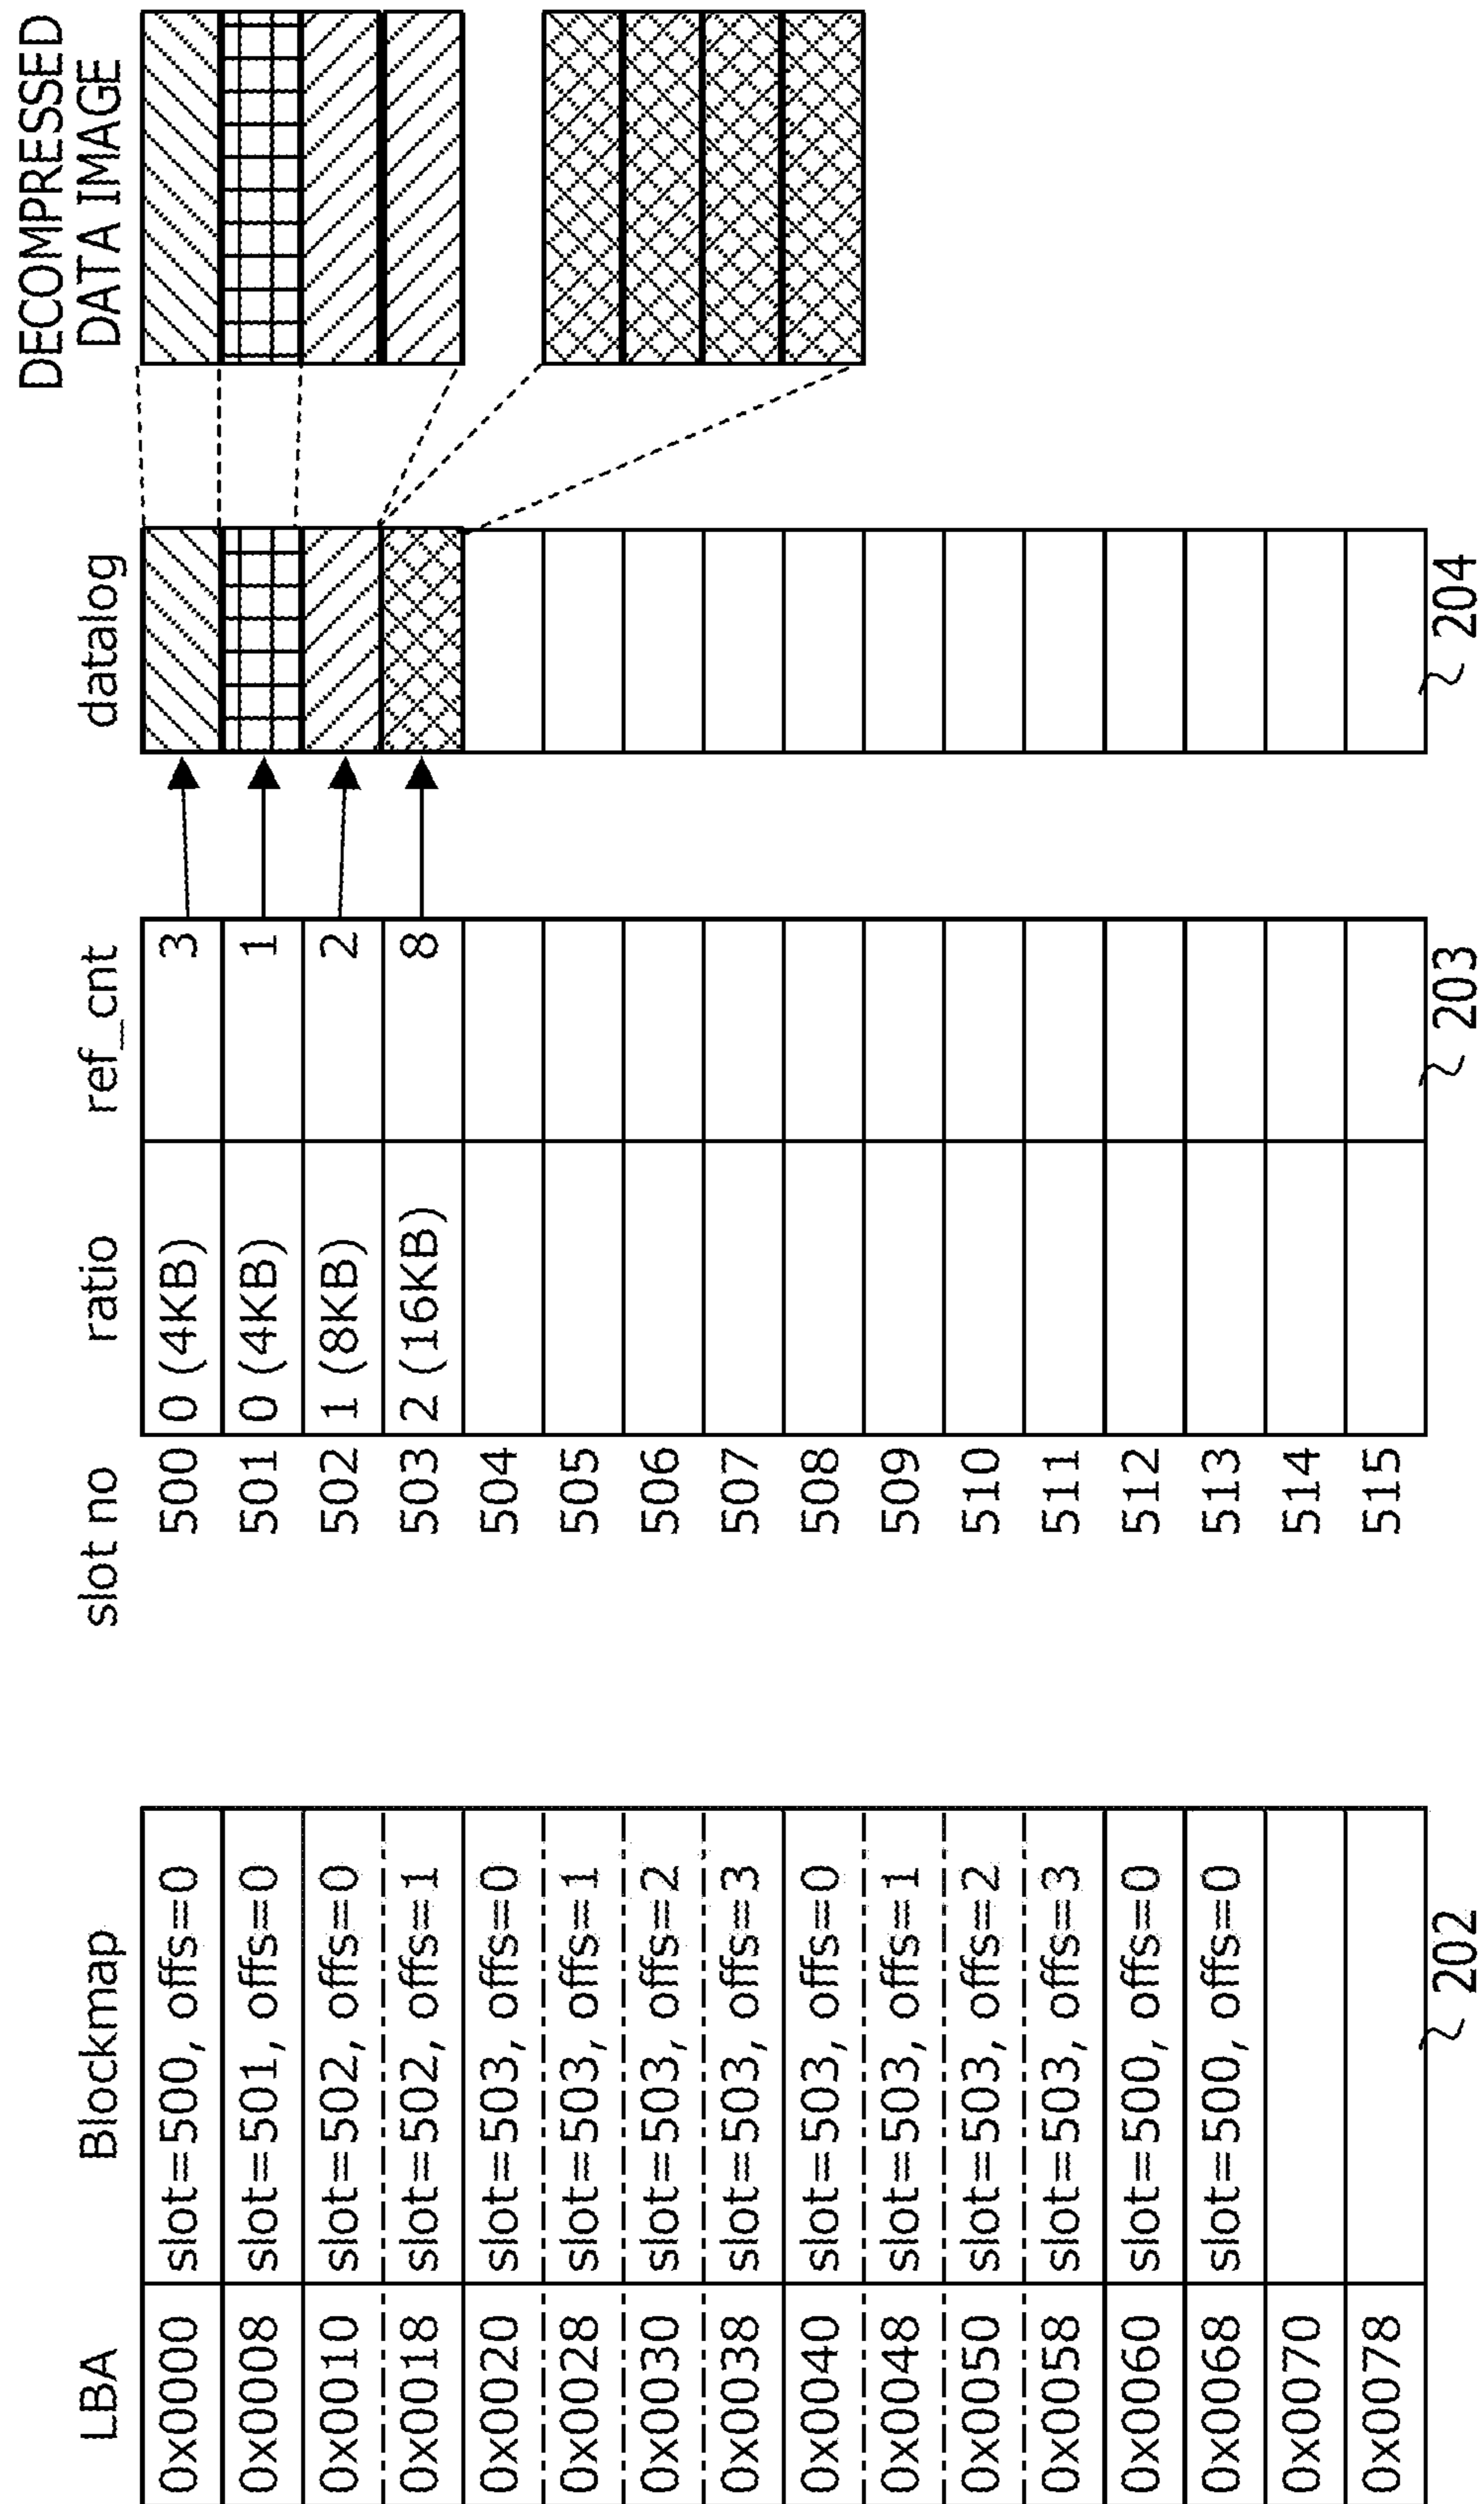 LBA Blockmap slot no ratio ref_cnt datalog DECOMPRESSED
DATA IMAGE
0x0000 slot=500, offs=0 500 0 (4KB) 3
0x0008 slot=501, offs=0 501 0 (4KB) 1
0x0010 slot=502, offs=0 502 1 (8KB) 2
0x0018 slot=502, offs=1 503 2 (16KB) 8
0x0020 slot=503, offs=0 504
0x0028 slot=503, offs=1 505
0x0030 slot=503, offs=2 506
0x0038 slot=503, offs=3 507
0x0040 slot=503, offs=0 508
0x0048 slot=503, offs=1 509
0x0050 slot=503, offs=2 510
0x0058 slot=503, offs=3 511
0x0060 slot=500, offs=0 512
0x0068 slot=500, offs=0 513
0x0070 514
0x0078 515
202 203 204